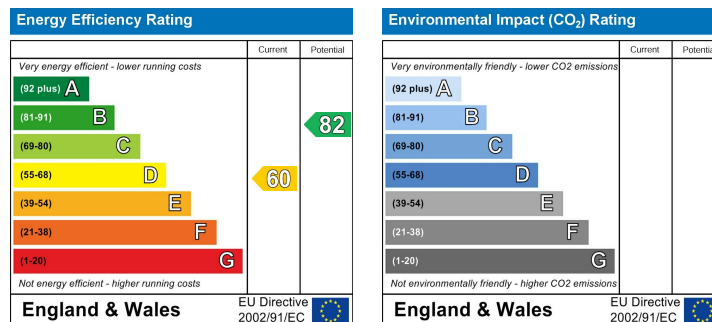 Energy Efficiency Rating
Current Potential
Very energy efficient - lower running costs
(92 plus) A
(81-91) B
82
(69-80) C
(55-68) D
60
(39-54) E
(21-38) F
(1-20) G
Not energy efficient - higher running costs
England & Wales
EU Directive
2002/91/EC
Environmental Impact (CO₂) Rating
Current Potential
Very environmentally friendly - lower CO2 emissions
(92 plus) A
(81-91) B
(69-80) C
(55-68) D
(39-54) E
(21-38) F
(1-20) G
Not environmentally friendly - higher CO2 emissions
England & Wales
EU Directive
2002/91/EC